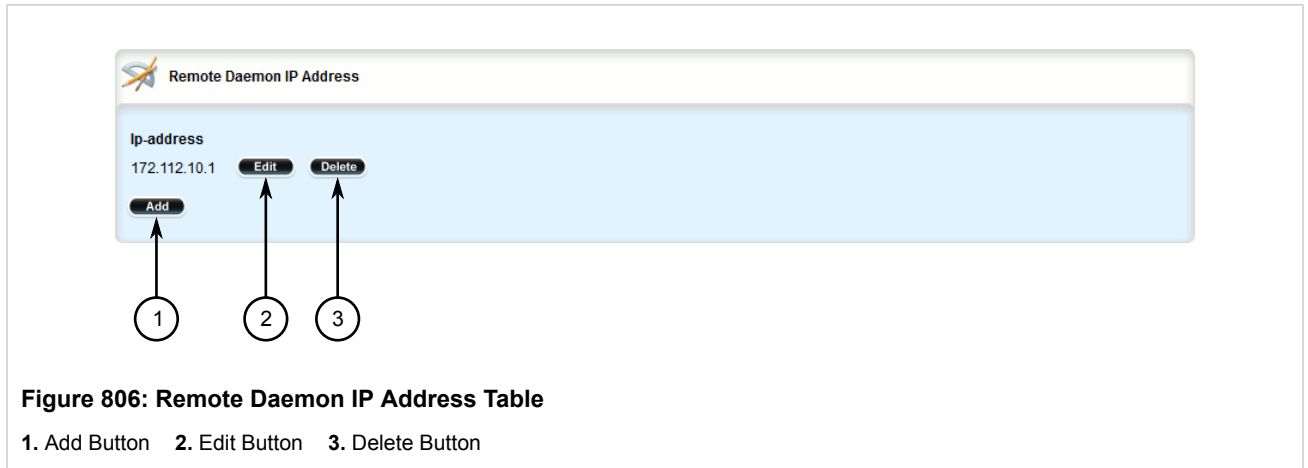 Remote Daemon IP Address
Ip-address
172.112.10.1 Edit Delete
Add
1 2 3
Figure 806: Remote Daemon IP Address Table
1. Add Button 2. Edit Button 3. Delete Button